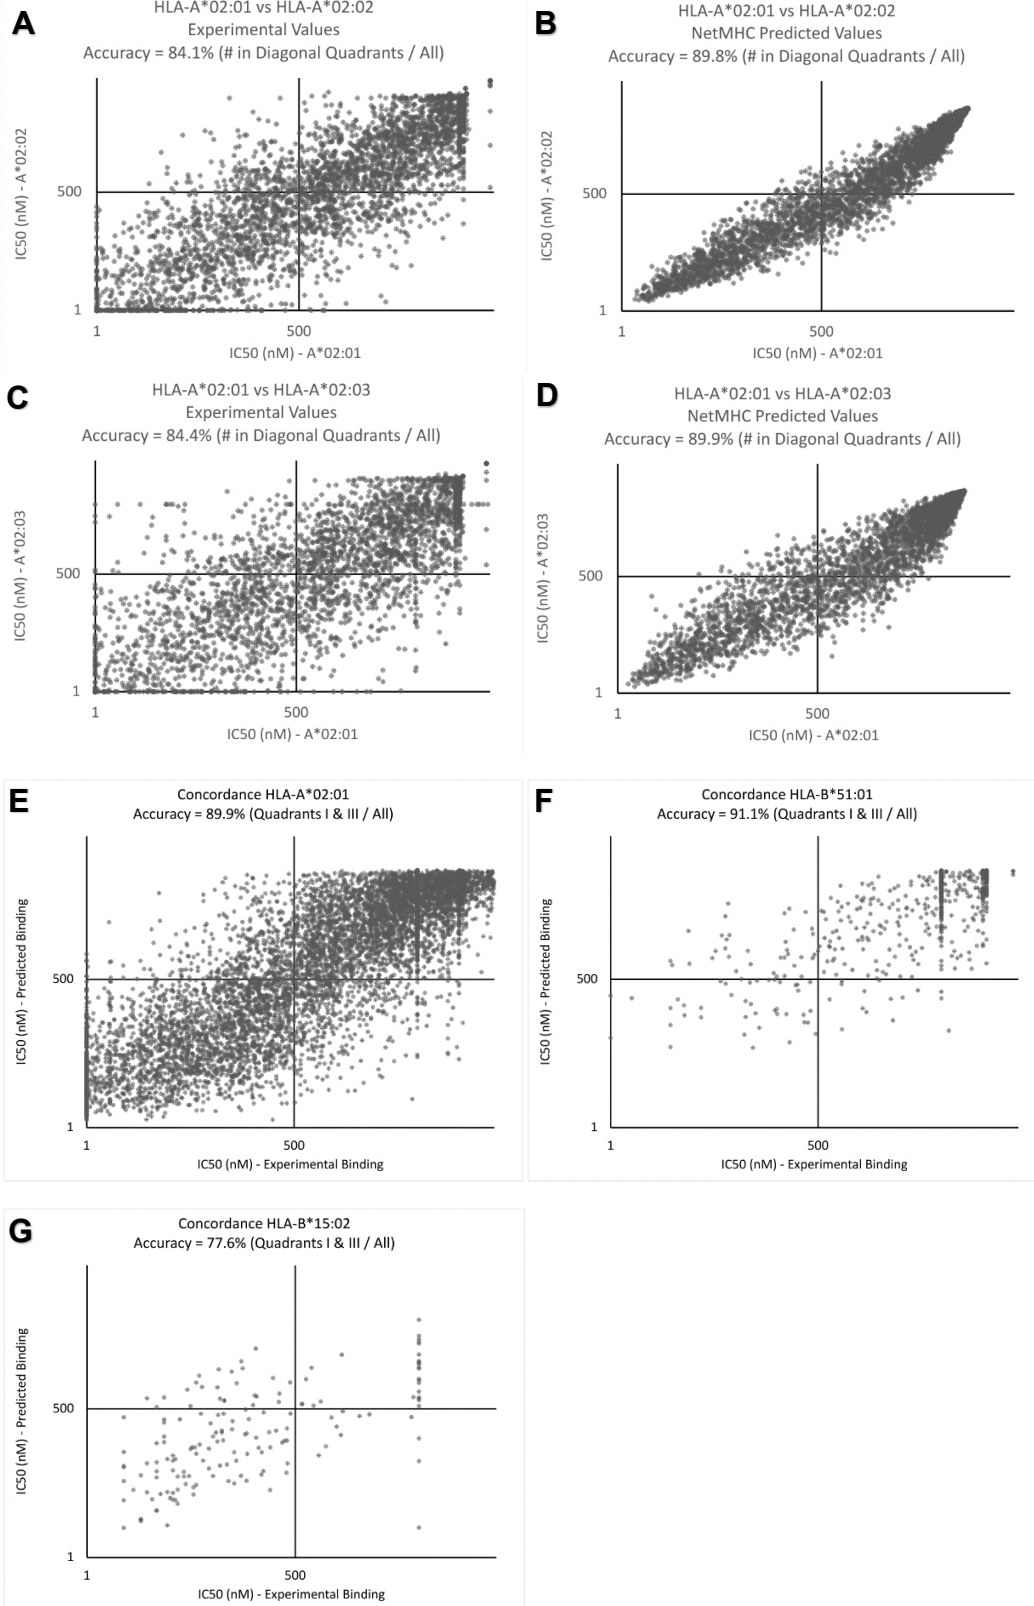 A
HLA-A*02:01 vs HLA-A*02:02
Experimental Values
Accuracy = 84.1% (# in Diagonal Quadrants / All)
IC50 (nM) - A*02:02
500
1
1
500
IC50 (nM) - A*02:01
B
HLA-A*02:01 vs HLA-A*02:02
NetMHC Predicted Values
Accuracy = 89.8% (# in Diagonal Quadrants / All)
IC50 (nM) - A*02:02
500
1
1
500
IC50 (nM) - A*02:01
C
HLA-A*02:01 vs HLA-A*02:03
Experimental Values
Accuracy = 84.4% (# in Diagonal Quadrants / All)
IC50 (nM) - A*02:03
500
1
1
500
IC50 (nM) - A*02:01
D
HLA-A*02:01 vs HLA-A*02:03
NetMHC Predicted Values
Accuracy = 89.9% (# in Diagonal Quadrants / All)
IC50 (nM) - A*02:03
500
1
1
500
IC50 (nM) - A*02:01
E
Concordance HLA-A*02:01
Accuracy = 89.9% (Quadrants I & III / All)
IC50 (nM) - Predicted Binding
500
1
1
500
IC50 (nM) - Experimental Binding
F
Concordance HLA-B*51:01
Accuracy = 91.1% (Quadrants I & III / All)
IC50 (nM) - Predicted Binding
500
1
1
500
IC50 (nM) - Experimental Binding
G
Concordance HLA-B*15:02
Accuracy = 77.6% (Quadrants I & III / All)
IC50 (nM) - Predicted Binding
500
1
1
500
IC50 (nM) - Experimental Binding